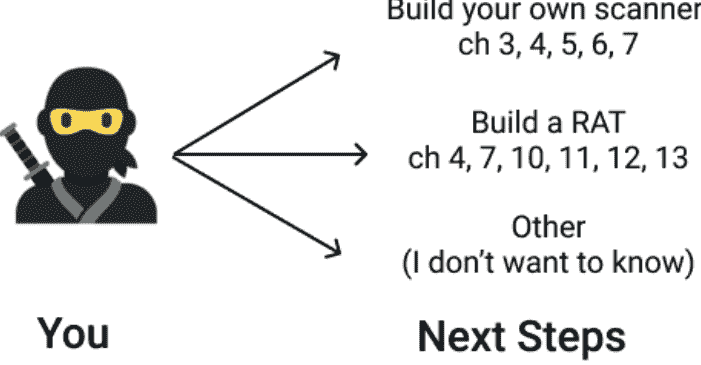 Build your own scanner
ch 3, 4, 5, 6, 7
Build a RAT
ch 4, 7, 10, 11, 12, 13
Other
(I don't want to know)
You
Next Steps